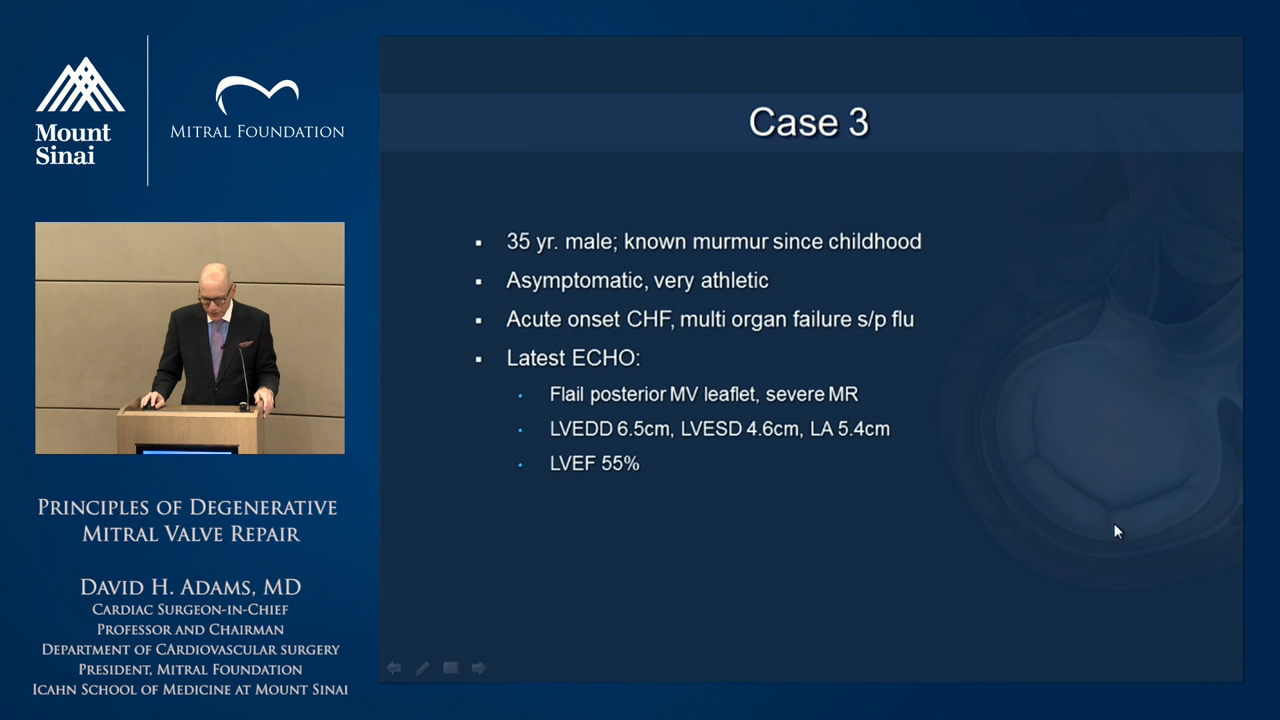 Mount
Sinai
MITRAL FOUNDATION
Case 3
35 yr. male; known murmur since childhood
Asymptomatic, very athletic
Acute onset CHF, multi organ failure s/p flu
Latest ECHO:
Flail posterior MV leaflet, severe MR
LVEDD 6.5cm, LVESD 4.6cm, LA 5.4cm
LVEF 55%
PRINCIPLES OF DEGENERATIVE
MITRAL VALVE REPAIR
DAVID H. ADAMS, MD
CARDIAC SURGEON-IN-CHIEF
PROFESSOR AND CHAIRMAN
DEPARTMENT OF CARDIOVASCULAR SURGERY
PRESIDENT, MITRAL FOUNDATION
ICAHN SCHOOL OF MEDICINE AT MOUNT SINAI